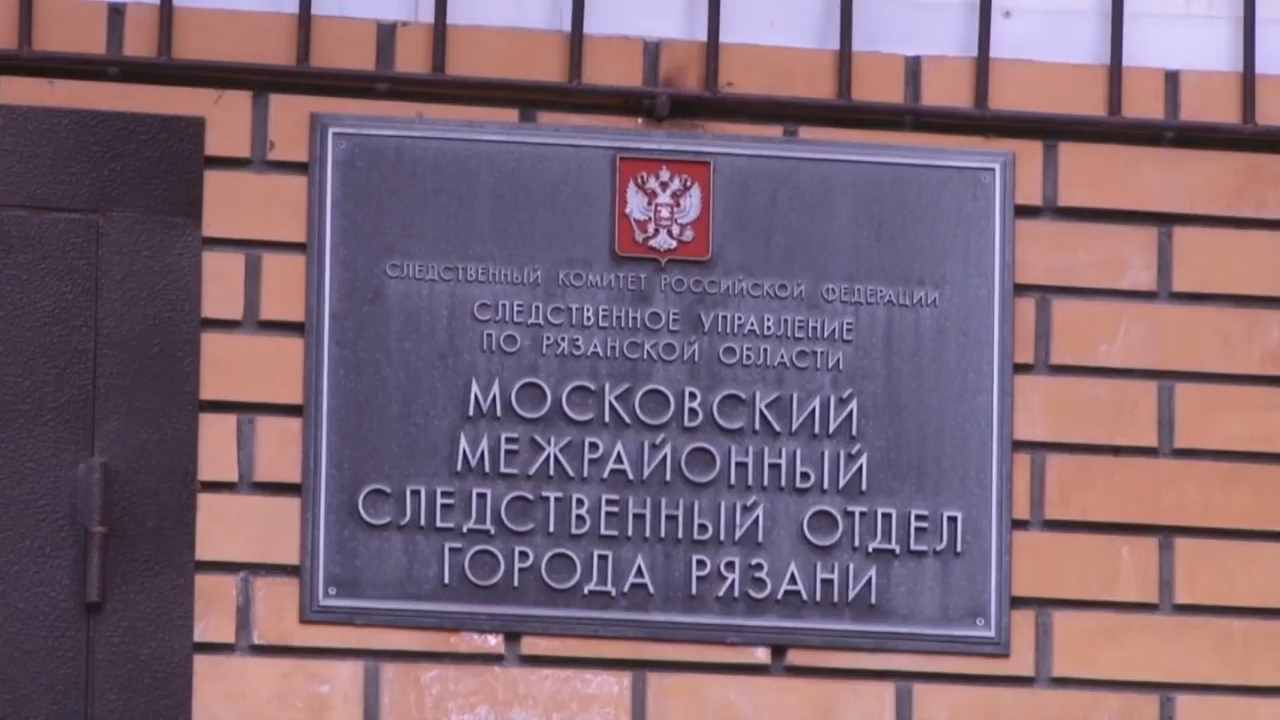 СЛЕДСТВЕННЫЙ КОМИТЕТ РОССИЙСКОЙ ФЕДЕРАЦИИ
СЛЕДСТВЕННОЕ УПРАВЛЕНИЕ
ПО РЯЗАНСКОЙ ОБЛАСТИ
МОСКОВСКИЙ
МЕЖРАЙОННЫЙ
СЛЕДСТВЕННЫЙ ОТДЕЛ
ГОРОДА РЯЗАНИ